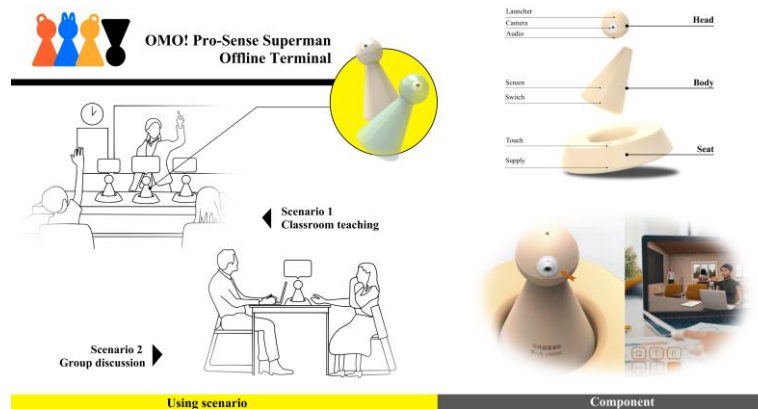 OMO! Pro-Sense Superman
Offline Terminal
Scenario 1
Classroom teaching
Scenario 2
Group discussion
Using scenario
Launcher
Camera
Audio
Head
Screen
Switch
Body
Touch
Supply
Seat
Component